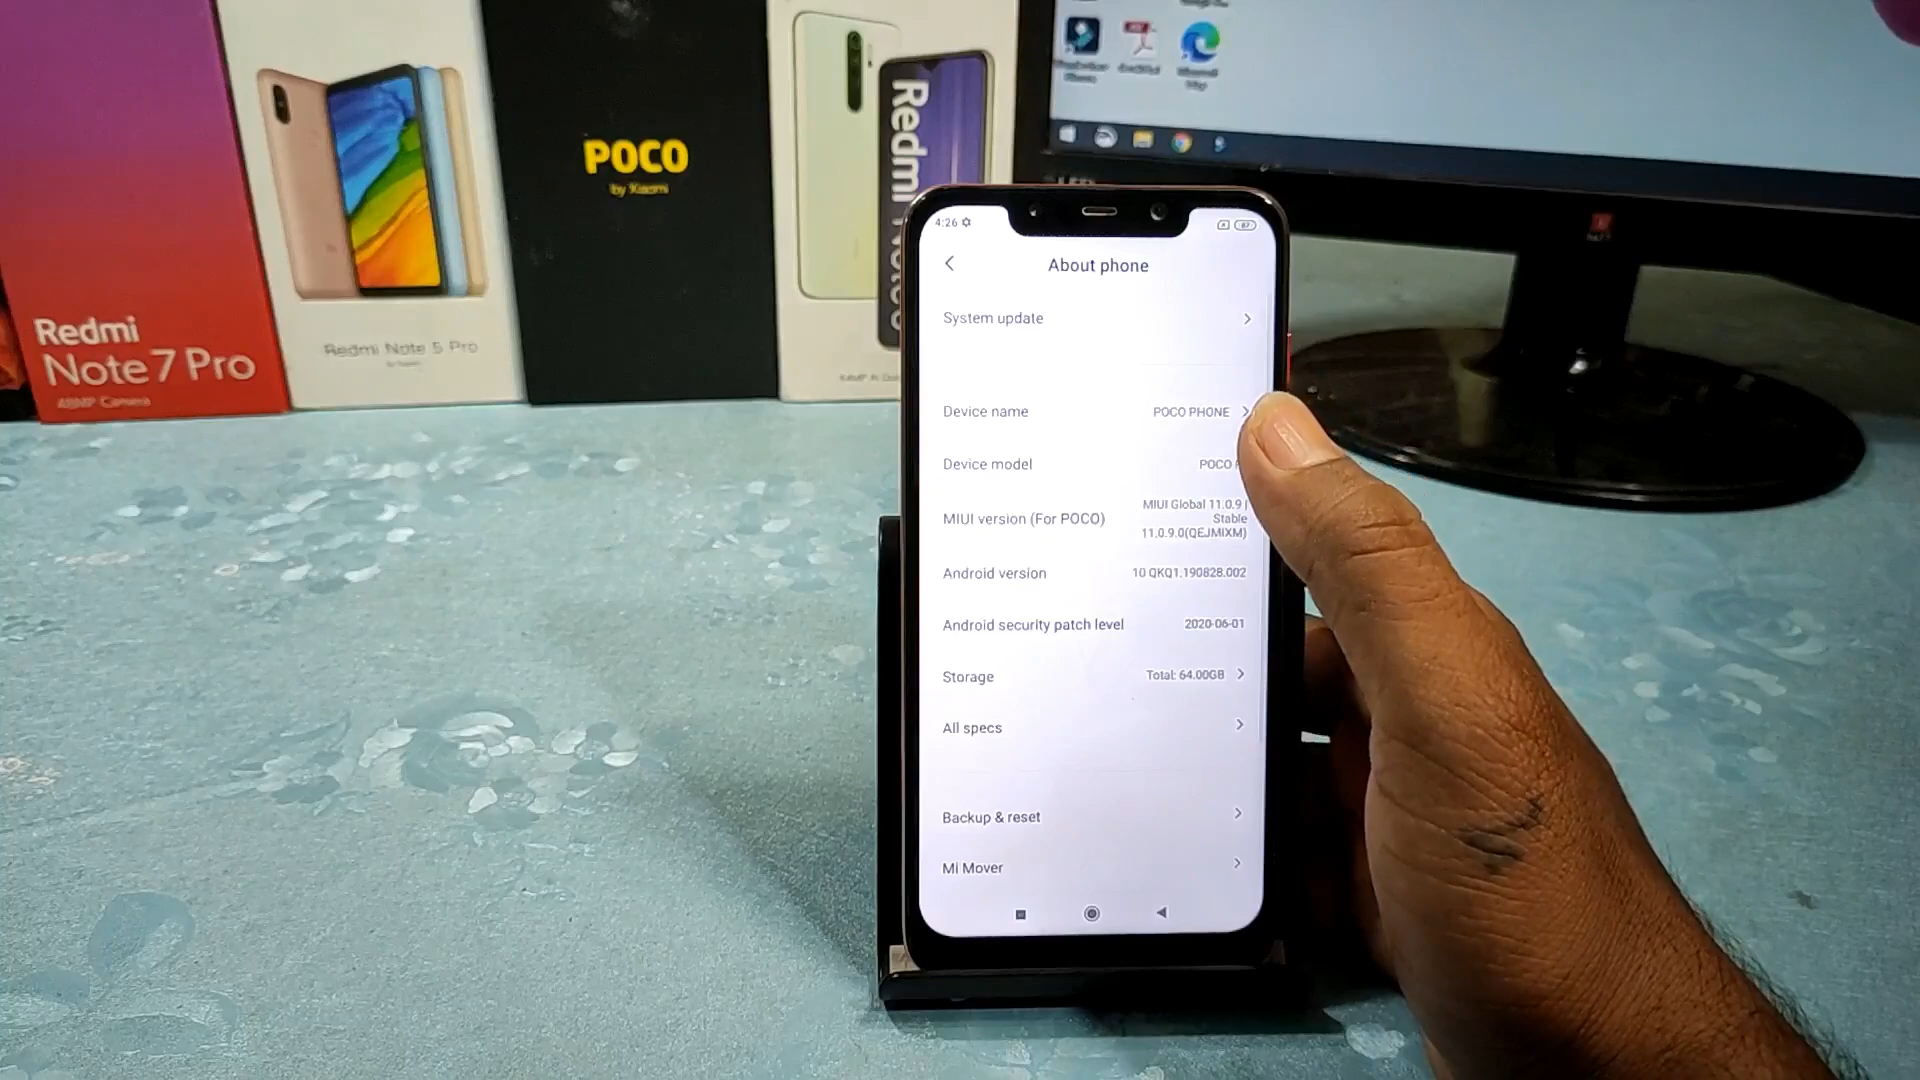 Redmi
Note 7 Pro
48MP Camera
Redmi Note 5 Pro
POCO
by Xiaomi
Redmi
4:26
87
About phone
System update
Device name
POCO PHONE
Device model
POCO
MIUI version (For POCO)
MIUI Global 11.0.9 |
Stable
11.0.9.0(QEJMIXM)
Android version
10 QKQ1.190828.002
Android security patch level
2020-06-01
Storage
Total: 64.00GB
All specs
Backup & reset
Mi Mover